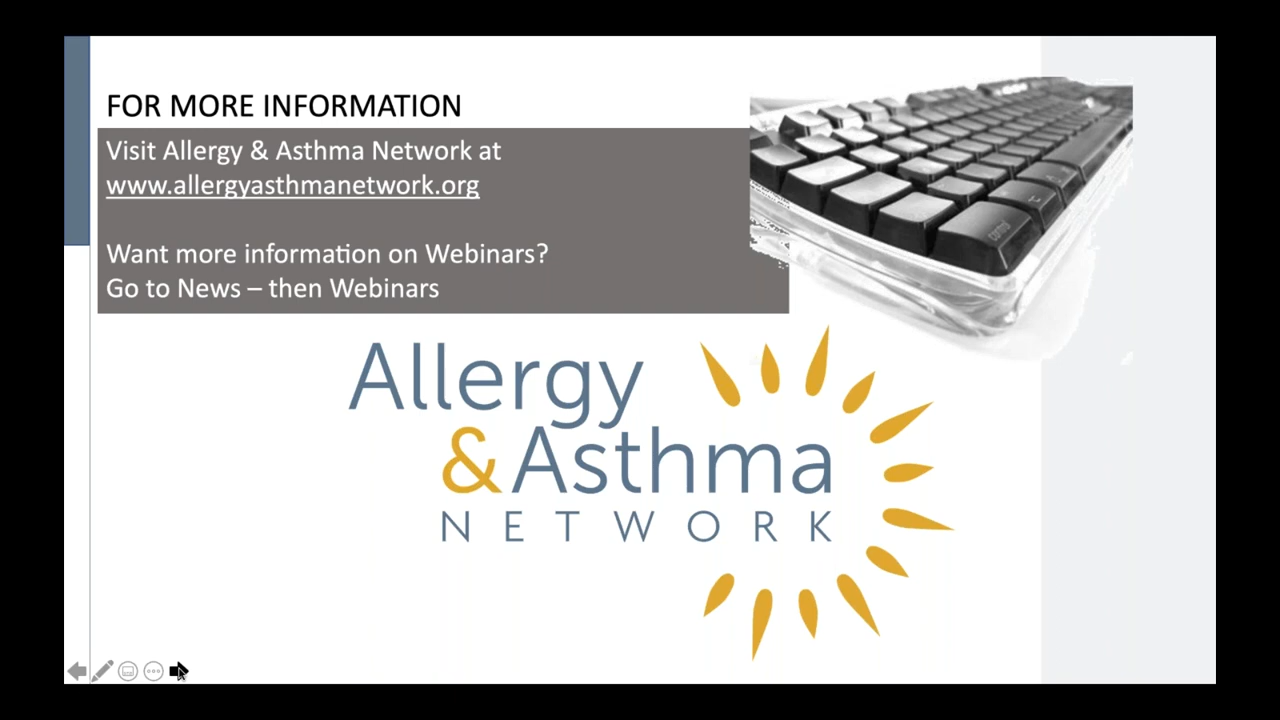 FOR MORE INFORMATION
Visit Allergy & Asthma Network at
www.allergyasthmanetwork.org
Want more information on Webinars?
Go to News – then Webinars
control
Allergy
&Asthma
NETWORK